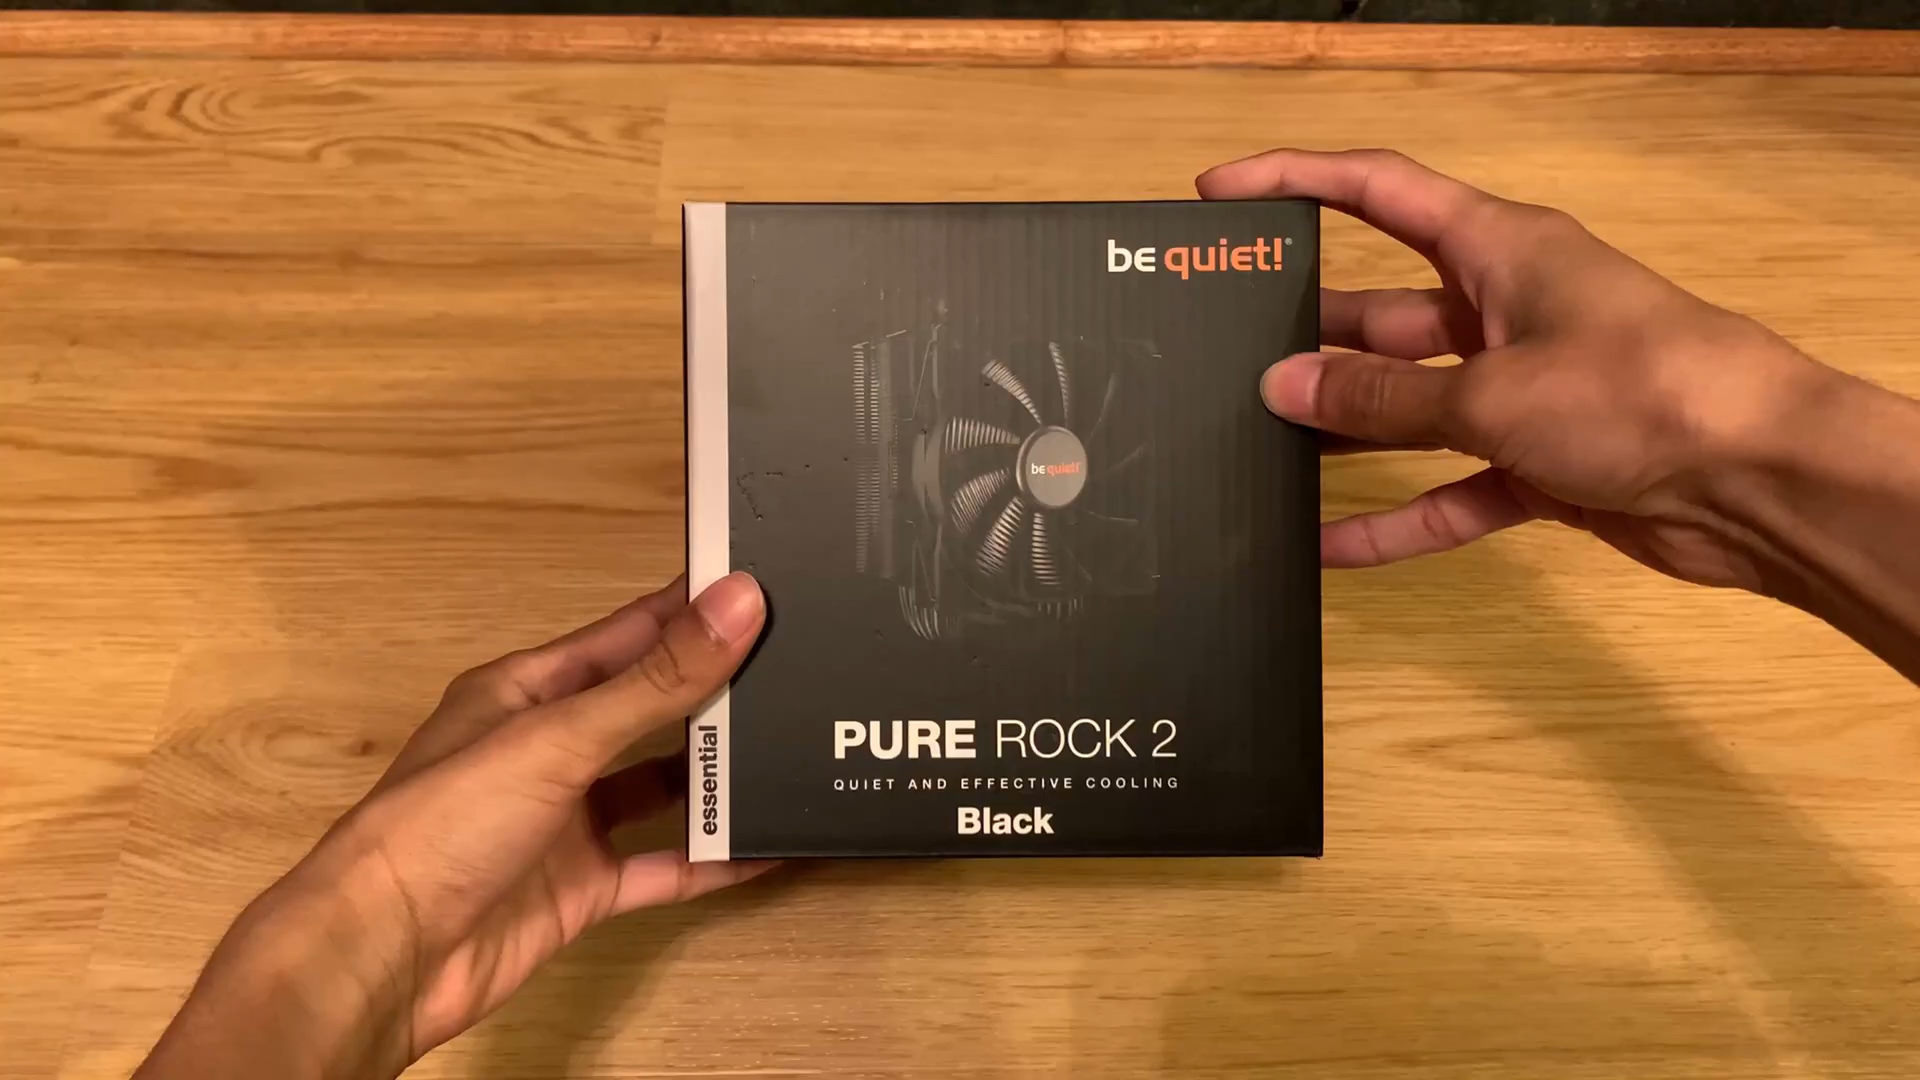 be quiet!®
be quiet!
PURE ROCK 2
QUIET AND EFFECTIVE COOLING
Black
essential